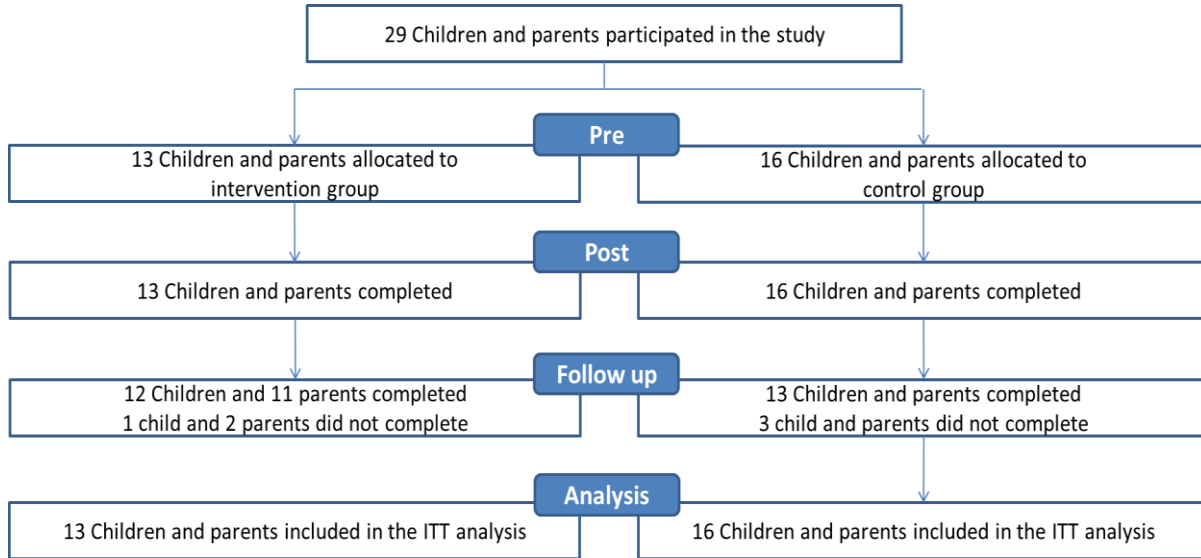 29 Children and parents participated in the study
Pre
13 Children and parents allocated to
intervention group
16 Children and parents allocated to
control group
Post
13 Children and parents completed
16 Children and parents completed
Follow up
12 Children and 11 parents completed
1 child and 2 parents did not complete
13 Children and parents completed
3 child and parents did not complete
Analysis
13 Children and parents included in the ITT analysis
16 Children and parents included in the ITT analysis